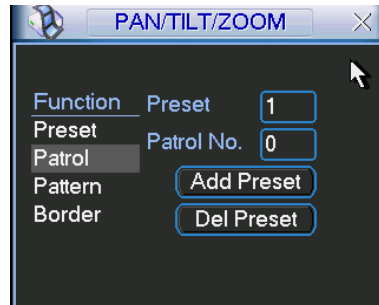 PAN/TILT/ZOOM
Function
Preset
Patrol
Pattern
Border
Preset 1
Patrol No. 0
Add Preset
Del Preset